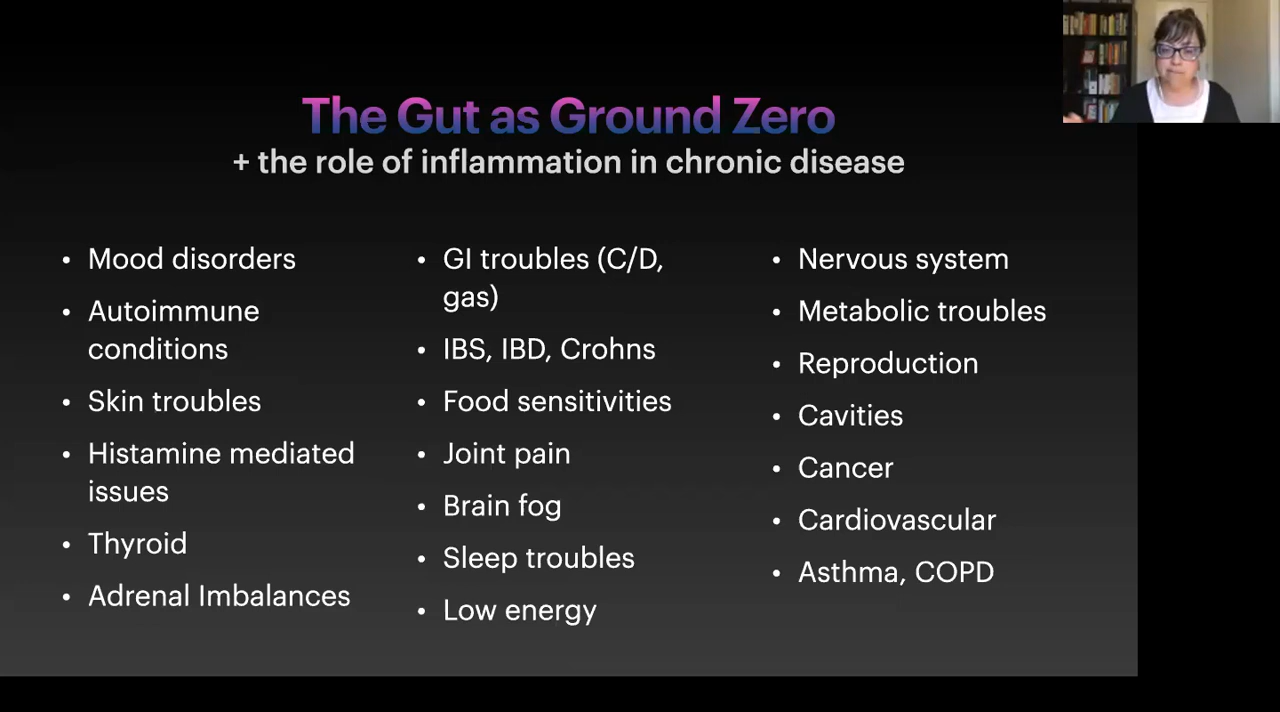 The Gut as Ground Zero
+ the role of inflammation in chronic disease
• Mood disorders
• Autoimmune
conditions
• Skin troubles
• Histamine mediated
issues
• Thyroid
• Adrenal Imbalances
• GI troubles (C/D,
gas)
• IBS, IBD, Crohns
• Food sensitivities
• Joint pain
• Brain fog
• Sleep troubles
• Low energy
• Nervous system
• Metabolic troubles
• Reproduction
• Cavities
• Cancer
• Cardiovascular
• Asthma, COPD